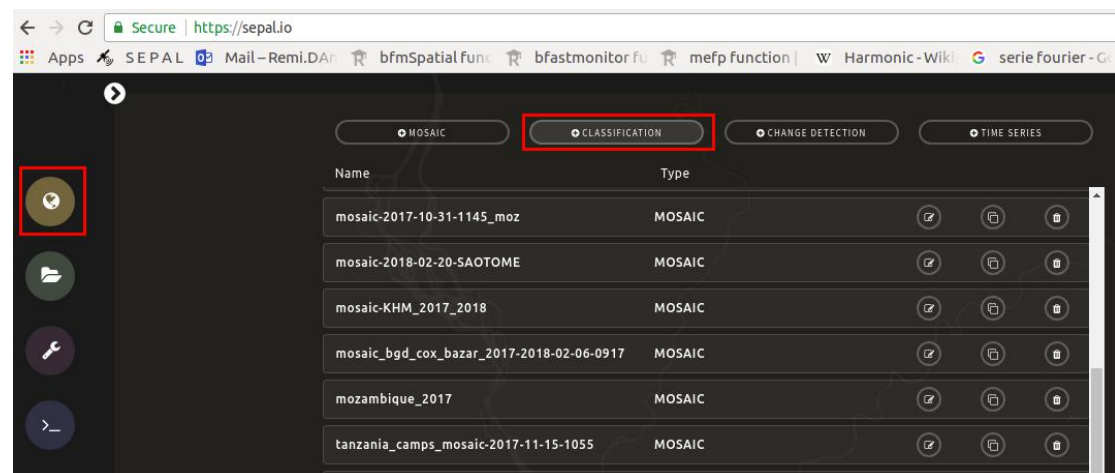 Secure | https://sepal.io
Apps SEPAL Mail – Remi.DAn bfmSpatial func bfastmonitor fu mefp function | W Harmonic - Wiki G serie fourier - Go
MOSAIC CLASSIFICATION CHANGE DETECTION TIME SERIES
Name Type
mosaic-2017-10-31-1145_moz MOSAIC
mosaic-2018-02-20-SAOTOME MOSAIC
mosaic-KHM_2017_2018 MOSAIC
mosaic_bgd_cox_bazar_2017-2018-02-06-0917 MOSAIC
mozambique_2017 MOSAIC
>_
tanzania_camps_mosaic-2017-11-15-1055 MOSAIC